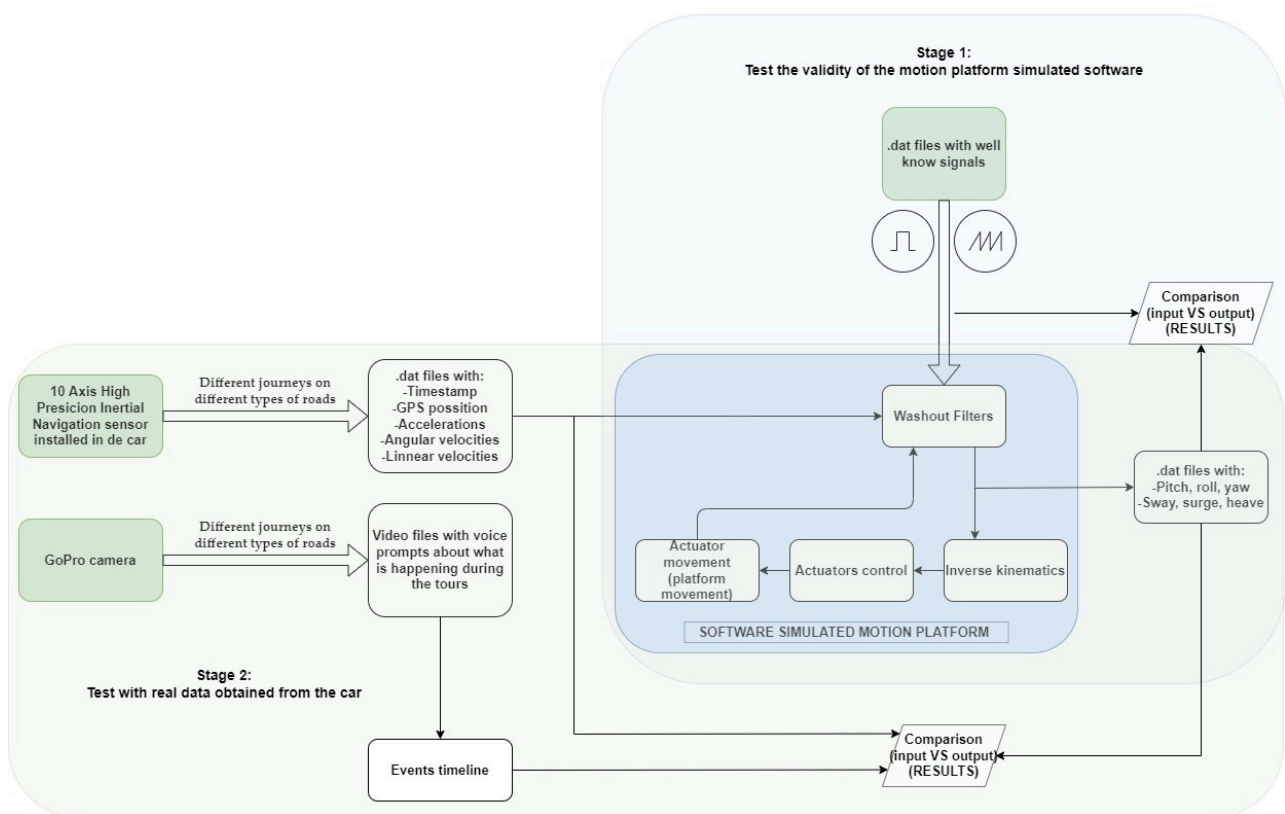 Stage 1:
Test the validity of the motion platform simulated software
.dat files with well
know signals
Comparison
(input VS output)
(RESULTS)
10 Axis High
Presicion Inertial
Navigation sensor
installed in de car
Different journeys on
different types of roads
.dat files with:
-Timestamp
-GPS possition
-Accelerations
-Angular velocities
-Linnear velocities
Washout Filters
.dat files with:
-Pitch, roll, yaw
-Sway, surge, heave
GoPro camera
Different journeys on
different types of roads
Video files with voice
prompts about what
is happening during
the tours
Actuator
movement
(platform
movement)
Actuators control
Inverse kinematics
SOFTWARE SIMULATED MOTION PLATFORM
Stage 2:
Test with real data obtained from the car
Events timeline
Comparison
(input VS output)
(RESULTS)